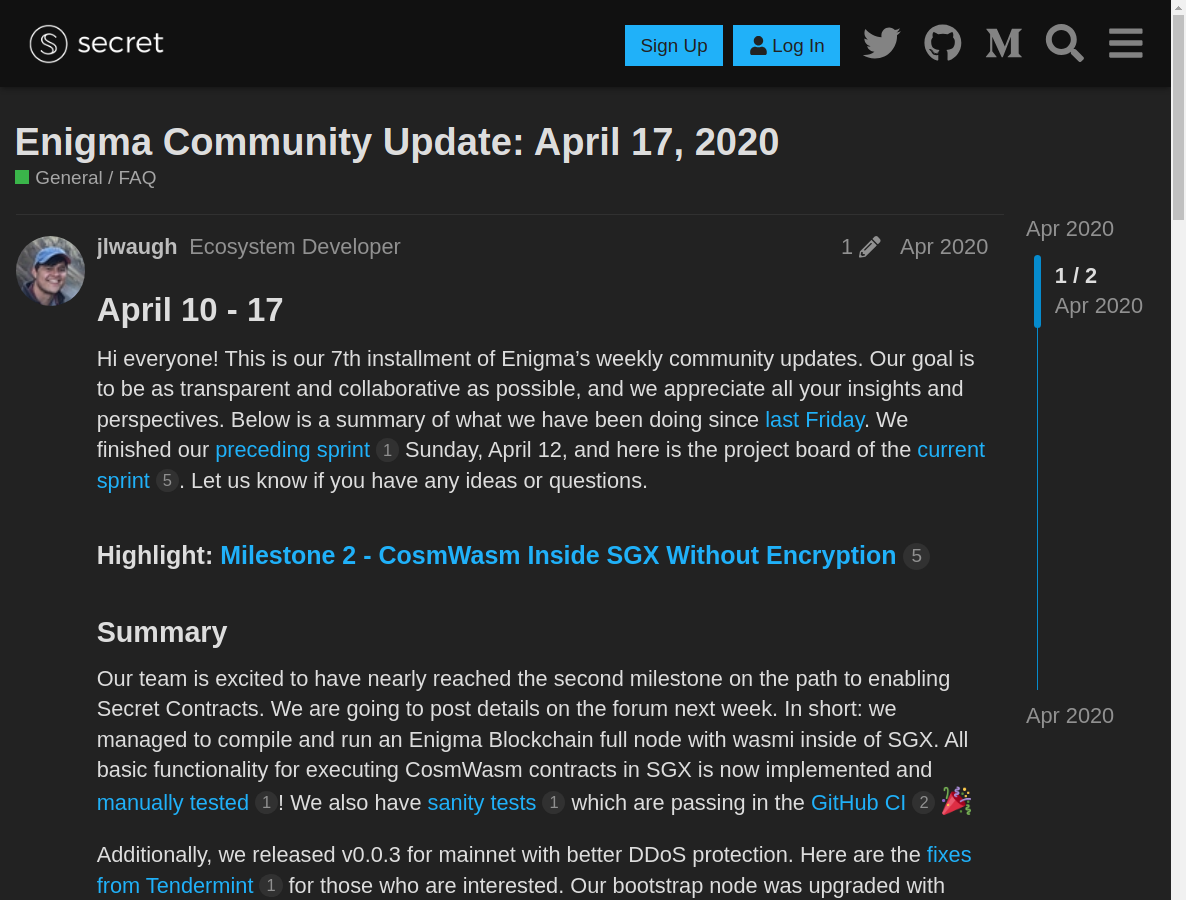 secret
Sign Up
Log In
Enigma Community Update: April 17, 2020
General / FAQ
jlwaugh Ecosystem Developer
1
Apr 2020
Apr 2020
1 / 2
Apr 2020
April 10 - 17
Hi everyone! This is our 7th installment of Enigma’s weekly community updates. Our goal is
to be as transparent and collaborative as possible, and we appreciate all your insights and
perspectives. Below is a summary of what we have been doing since last Friday. We
finished our preceding sprint 1 Sunday, April 12, and here is the project board of the current
sprint 5. Let us know if you have any ideas or questions.
Highlight: Milestone 2 - CosmWasm Inside SGX Without Encryption 5
Summary
Our team is excited to have nearly reached the second milestone on the path to enabling
Secret Contracts. We are going to post details on the forum next week. In short: we
managed to compile and run an Enigma Blockchain full node with wasmi inside of SGX. All
basic functionality for executing CosmWasm contracts in SGX is now implemented and
manually tested 1! We also have sanity tests 1 which are passing in the GitHub CI 2 🎉
Additionally, we released v0.0.3 for mainnet with better DDoS protection. Here are the fixes
from Tendermint 1 for those who are interested. Our bootstrap node was upgraded with
Apr 2020